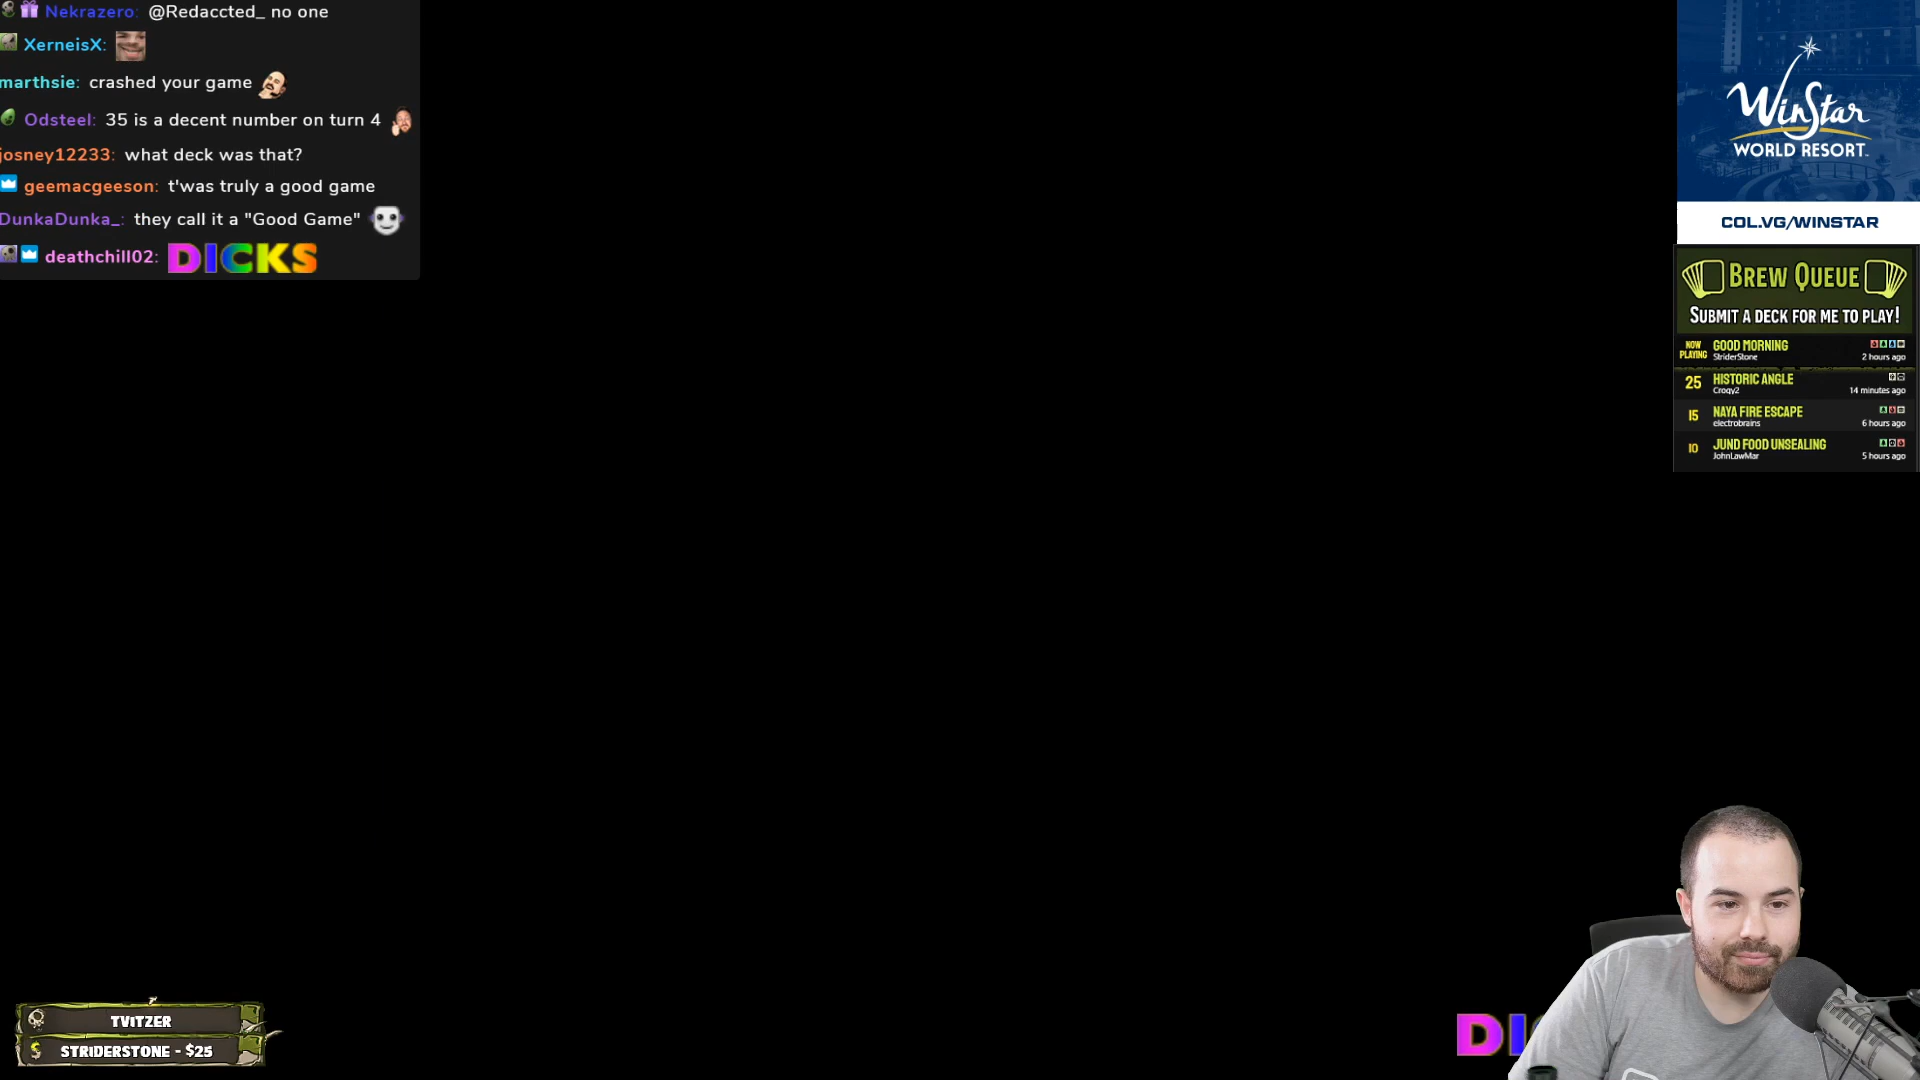 Nekrazero: @Redaccted_ no one
XerneisX:
marthsie: crashed your game
Odsteel: 35 is a decent number on turn 4
josney12233: what deck was that?
geemacgeeson: t'was truly a good game
DunkaDunka_: they call it a "Good Game"
deathchill02: DICKS
WinStar
WORLD RESORT
COL.VG/WINSTAR
BREW QUEUE
SUBMIT A DECK FOR ME TO PLAY!
NOW PLAYING GOOD MORNING
StriderStone 2 hours ago
25 HISTORIC ANGLE
Croqy2 14 minutes ago
15 NAYA FIRE ESCAPE
electrobrains 6 hours ago
10 JUND FOOD UNSEALING
JohnLawMar 5 hours ago
TVITZER
STRIDERSTONE - $25
DI